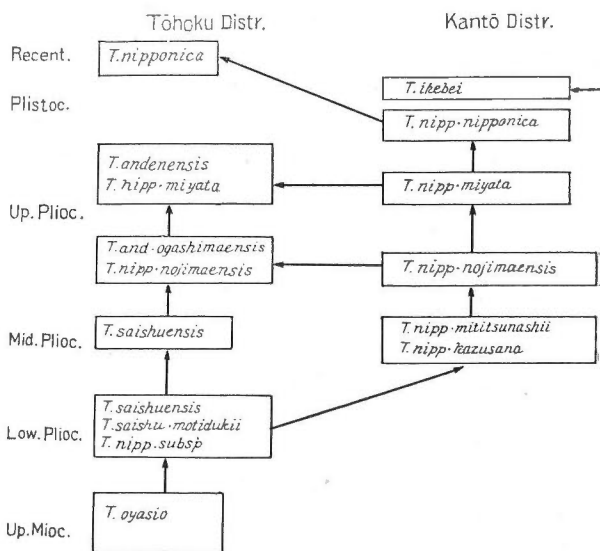 Tōhoku Distr.
Kantō Distr.
Recent.
T. nipponica
T. ikebei
Plistoc.
T. nipp·nipponica
T. andenensis
T. nipp·miyata
T. nipp·miyata
Up. Plioc.
T. and·ogashimaensis
T. nipp·nojimaensis
T. nipp·nojimaensis
Mid. Plioc.
T. saishuensis
T. nipp·mititsunashii
T. nipp·kazusana
Low. Plioc.
T. saishuensis
T. saishu·motidukii
T. nipp. subsp
Up. Mioc.
T. oyasio